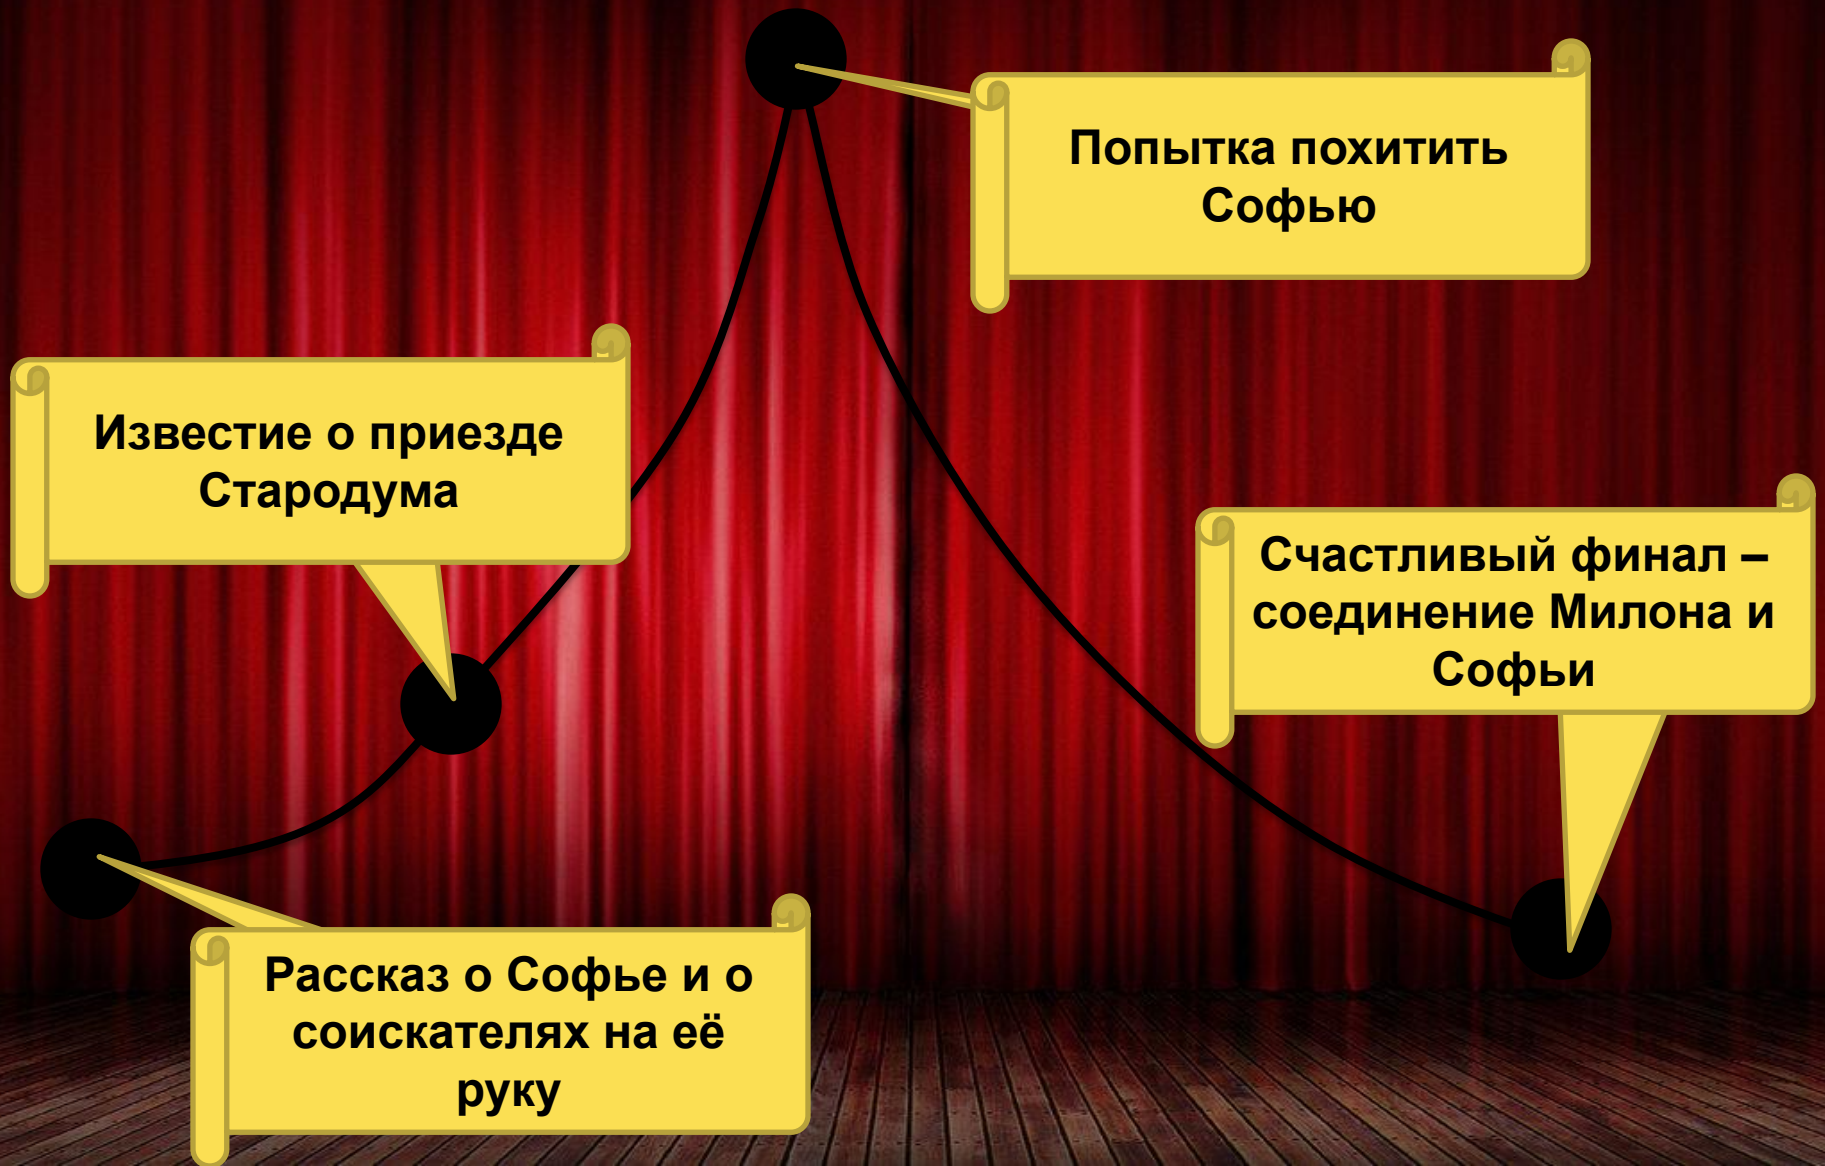 Попытка похитить
Софью
Известие о приезде
Стародума
Счастливый финал –
соединение Милона и
Софьи
Рассказ о Софье и о
соискателях на её
руку